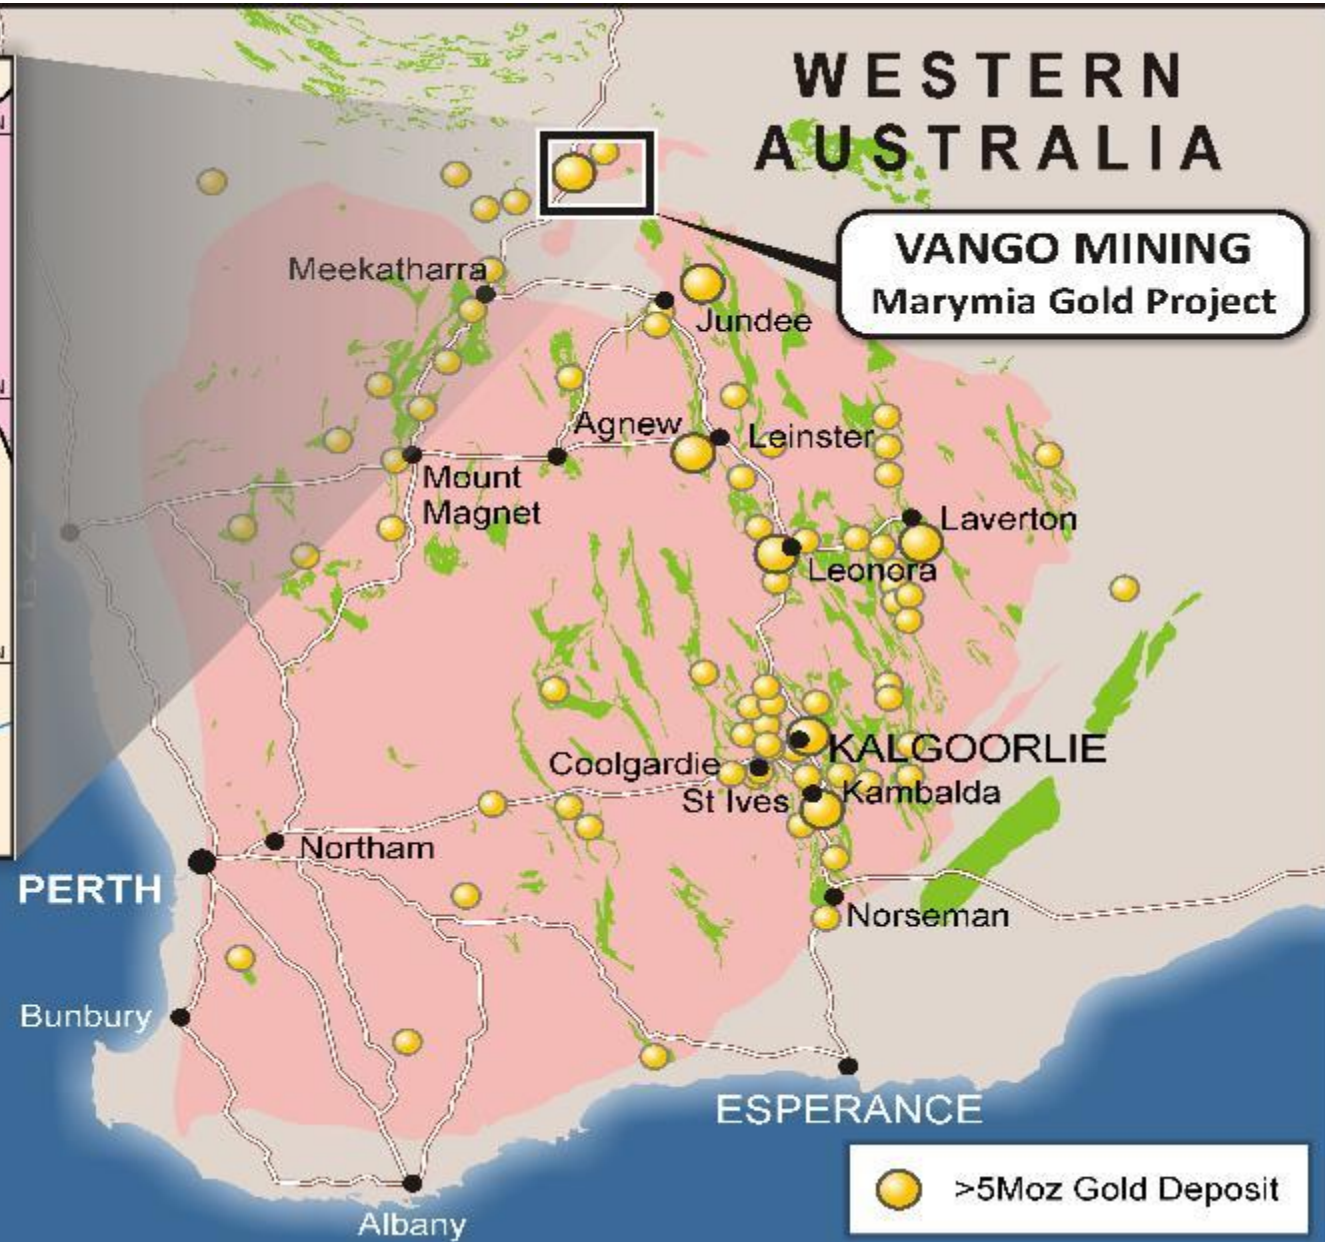 WESTERN
AUSTRALIA
VANGO MINING
Marymia Gold Project
Meekatharra
Jundee
Agnew
Leinster
Mount
Magnet
Laverton
Leonora
KALGOORLIE
Coolgardie
St Ives
Kambalda
Northam
PERTH
Norseman
Bunbury
ESPERANCE
>5Moz Gold Deposit
Albany